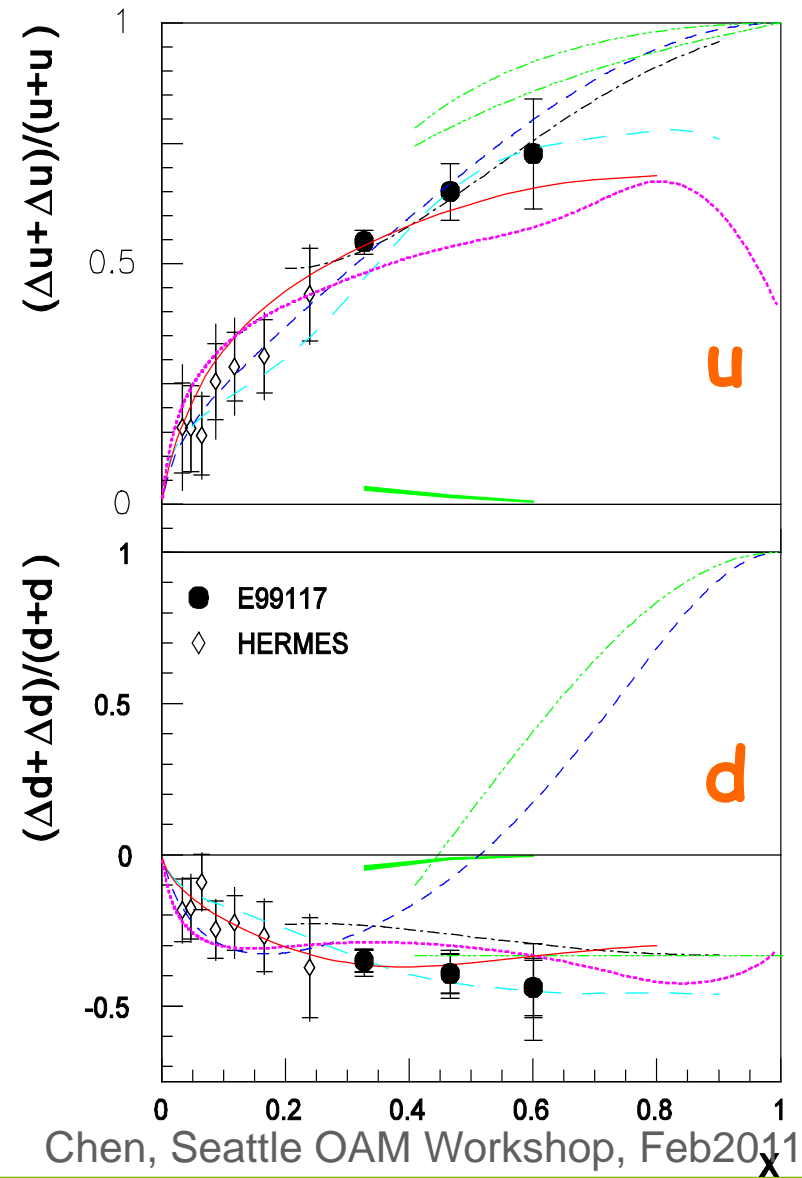 1
(Δu+Δu)/(u+u)
0.5
u
0
1
(Δd+Δd)/(d+d)
E99117
HERMES
0.5
d
0
-0.5
0 0.2 0.4 0.6 0.8 1
Chen, Seattle OAM Workshop, Feb2011
x